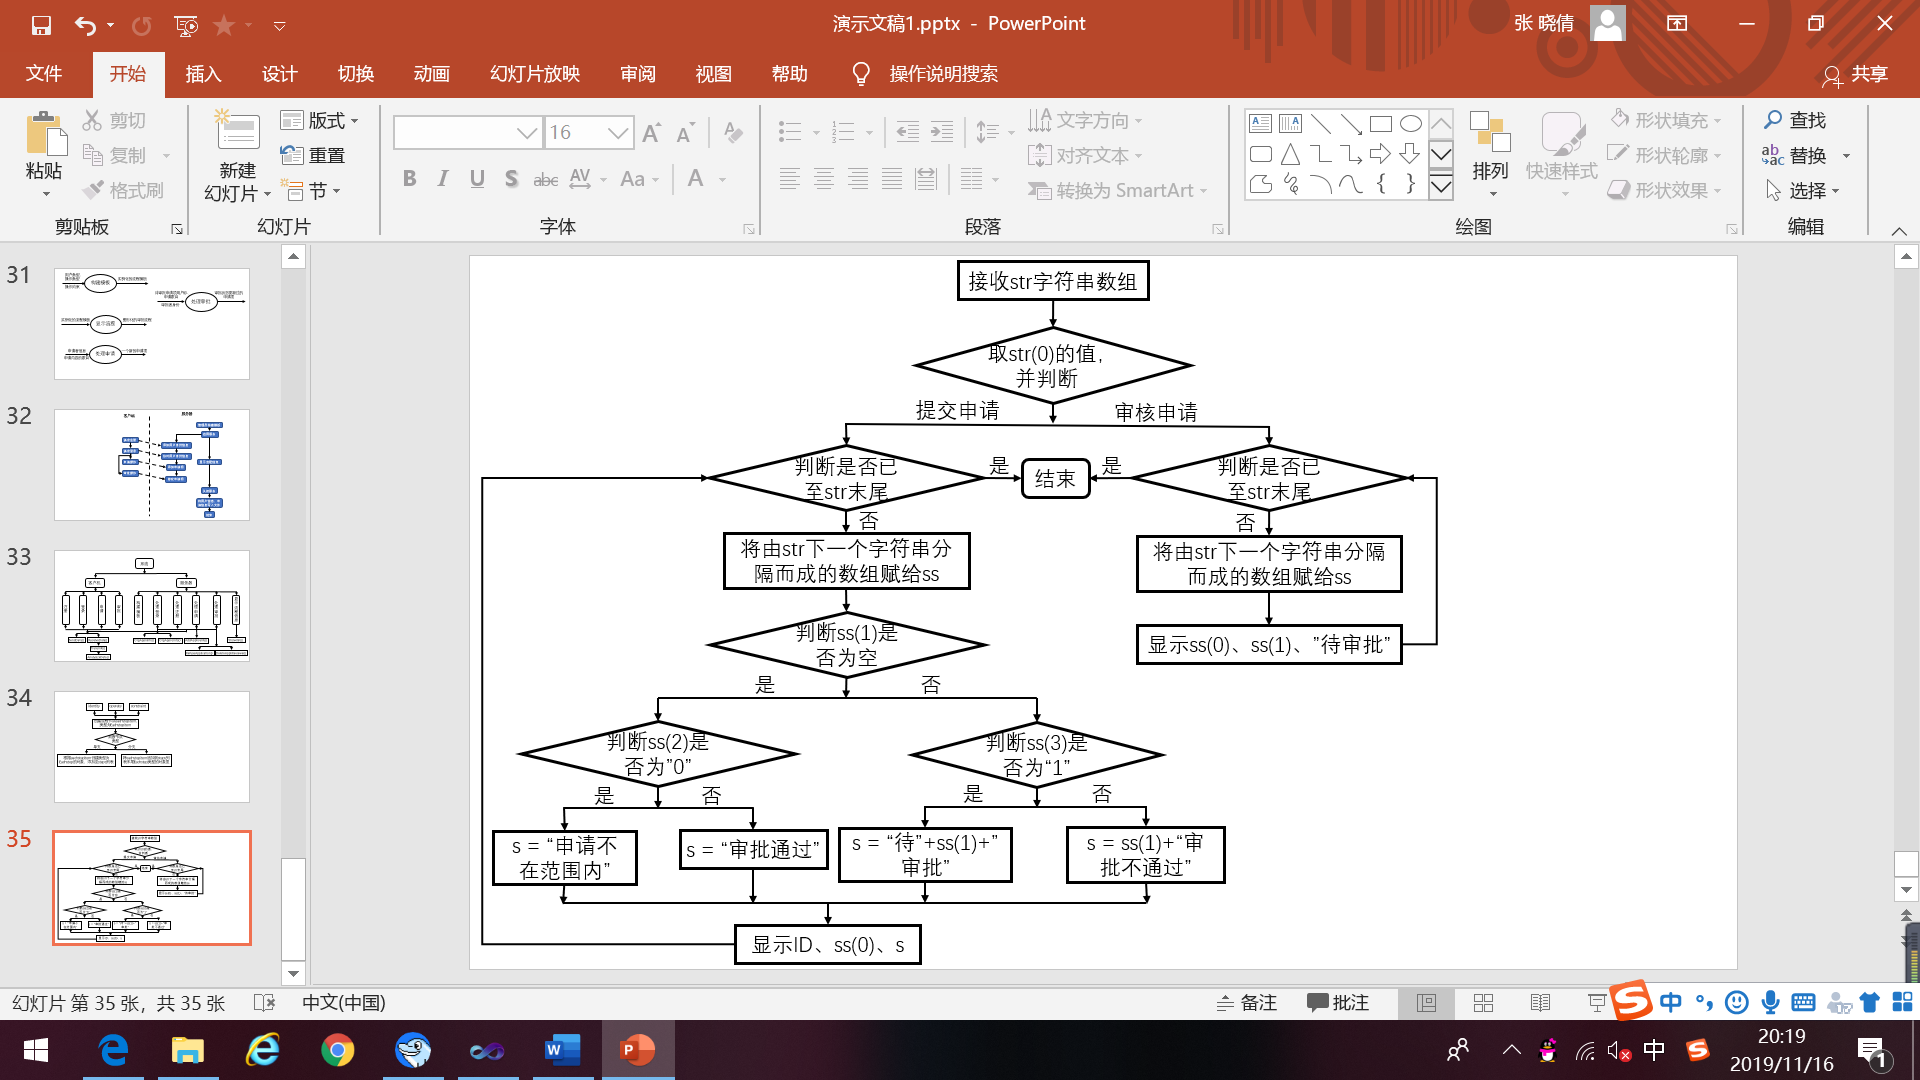 演示文稿1.pptx - PowerPoint
张 晓倩
文件 开始 插入 设计 切换 动画 幻灯片放映 审阅 视图 帮助 操作说明搜索 共享
粘贴
剪切
复制
格式刷
剪贴板
新建
幻灯片
版式
重置
节
幻灯片
16
B I U S abc AV Aa A
字体
文字方向
对齐文本
转换为 SmartArt
段落
排列
快速样式
形状填充
形状轮廓
形状效果
绘图
查找
替换
选择
编辑
31
32
33
34
35
接收str字符串数组
取str(0)的值，
并判断
提交申请
审核申请
判断是否已
至str末尾
是
结束
是
判断是否已
至str末尾
否
否
将由str下一个字符串分
隔而成的数组赋给ss
将由str下一个字符串分隔
而成的数组赋给ss
判断ss(1)是
否为空
显示ss(0)、ss(1)、”待审批”
是
否
判断ss(2)是
否为”0”
判断ss(3)是
否为“1”
是
否
是
否
s = “申请不
在范围内”
s = “审批通过”
s = “待”+ss(1)+”
审批”
s = ss(1)+“审
批不通过”
显示ID、ss(0)、s
幻灯片 第 35 张，共 35 张
中文(中国)
备注
批注
中
中
20:19
2019/11/16
1